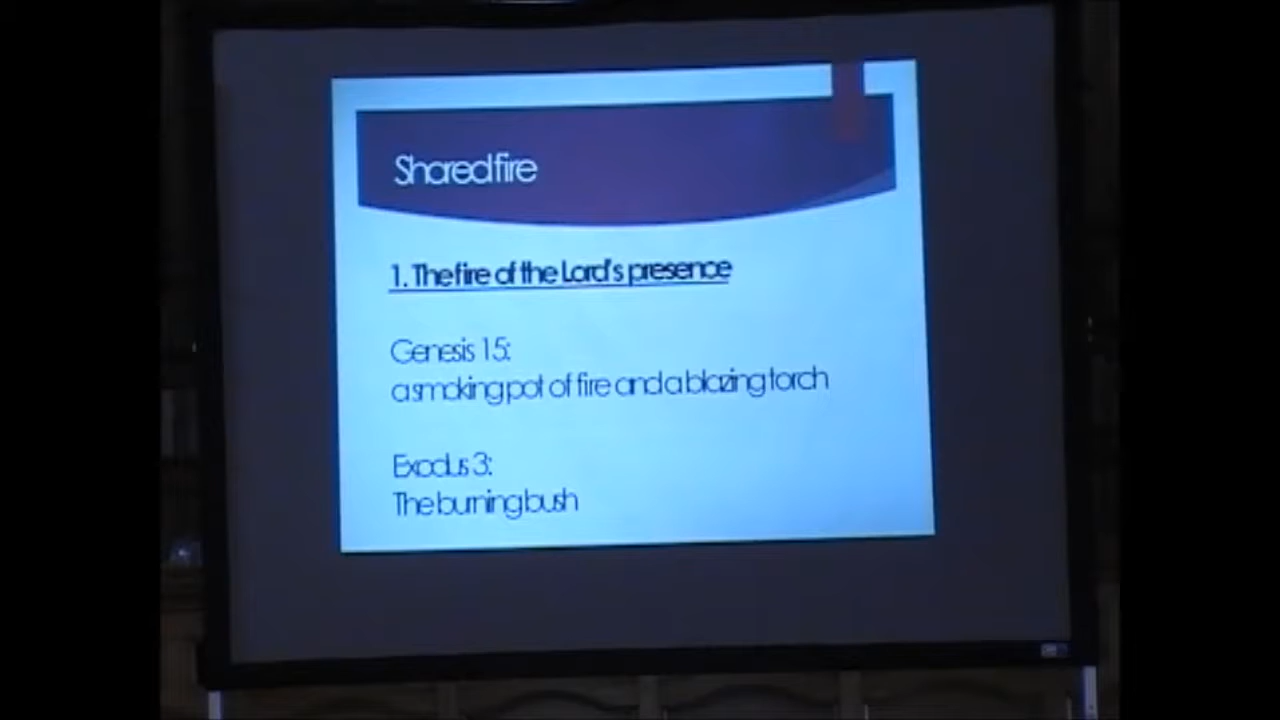 Shared fire
1. The fire of the Lord's presence
Genesis 15:
a smoking pot of fire and a blazing torch
Exodus 3:
The burning bush